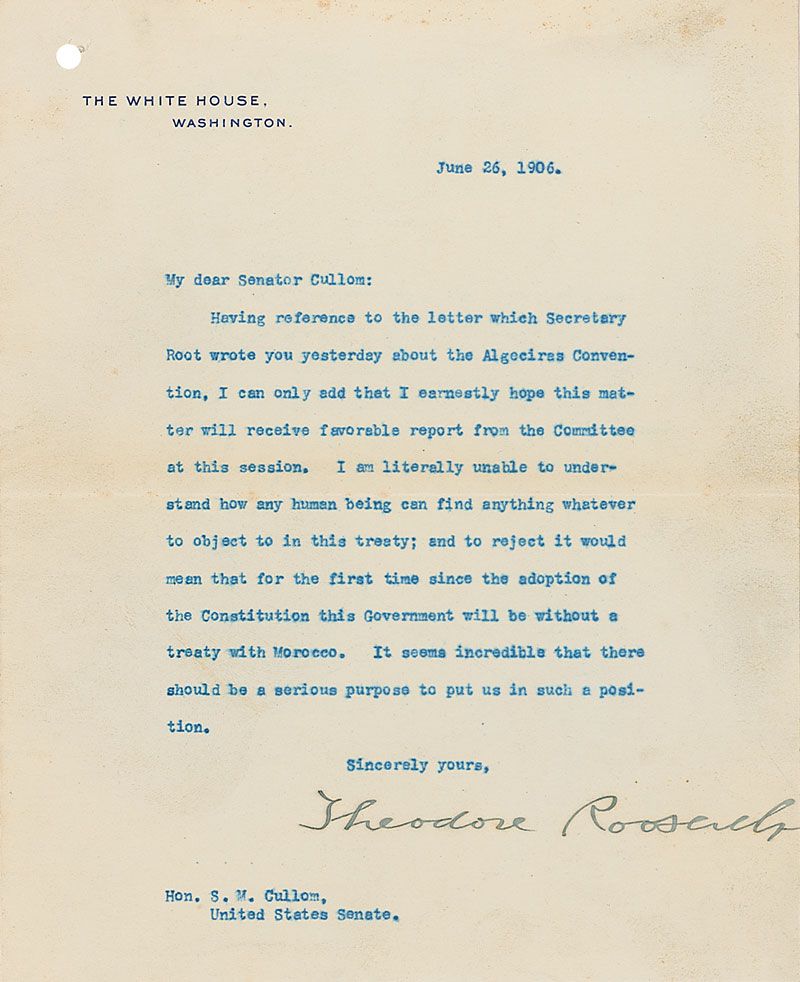 THE WHITE HOUSE,
WASHINGTON.
June 26, 1906.
My dear Senator Cullom:
Having reference to the letter which Secretary
Root wrote you yesterday about the Algeciras Conven-
tion, I can only add that I earnestly hope this mat-
ter will receive favorable report from the Committee
at this session. I am literally unable to under-
stand how any human being can find anything whatever
to object to in this treaty; and to reject it would
mean that for the first time since the adoption of
the Constitution this Government will be without a
treaty with Morocco. It seems incredible that there
should be a serious purpose to put us in such a posi-
tion.
Sincerely yours,
Theodore Roosevelt
Hon. S. M. Cullom,
United States Senate.